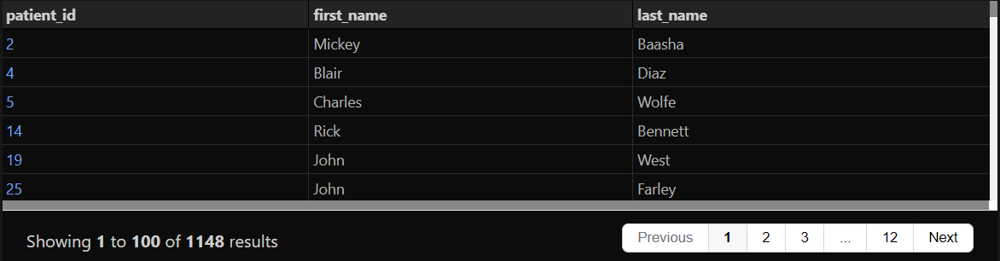 patient_id first_name last_name
2 Mickey Baasha
4 Blair Diaz
5 Charles Wolfe
14 Rick Bennett
19 John West
25 John Farley
Showing 1 to 100 of 1148 results Previous 1 2 3 ... 12 Next